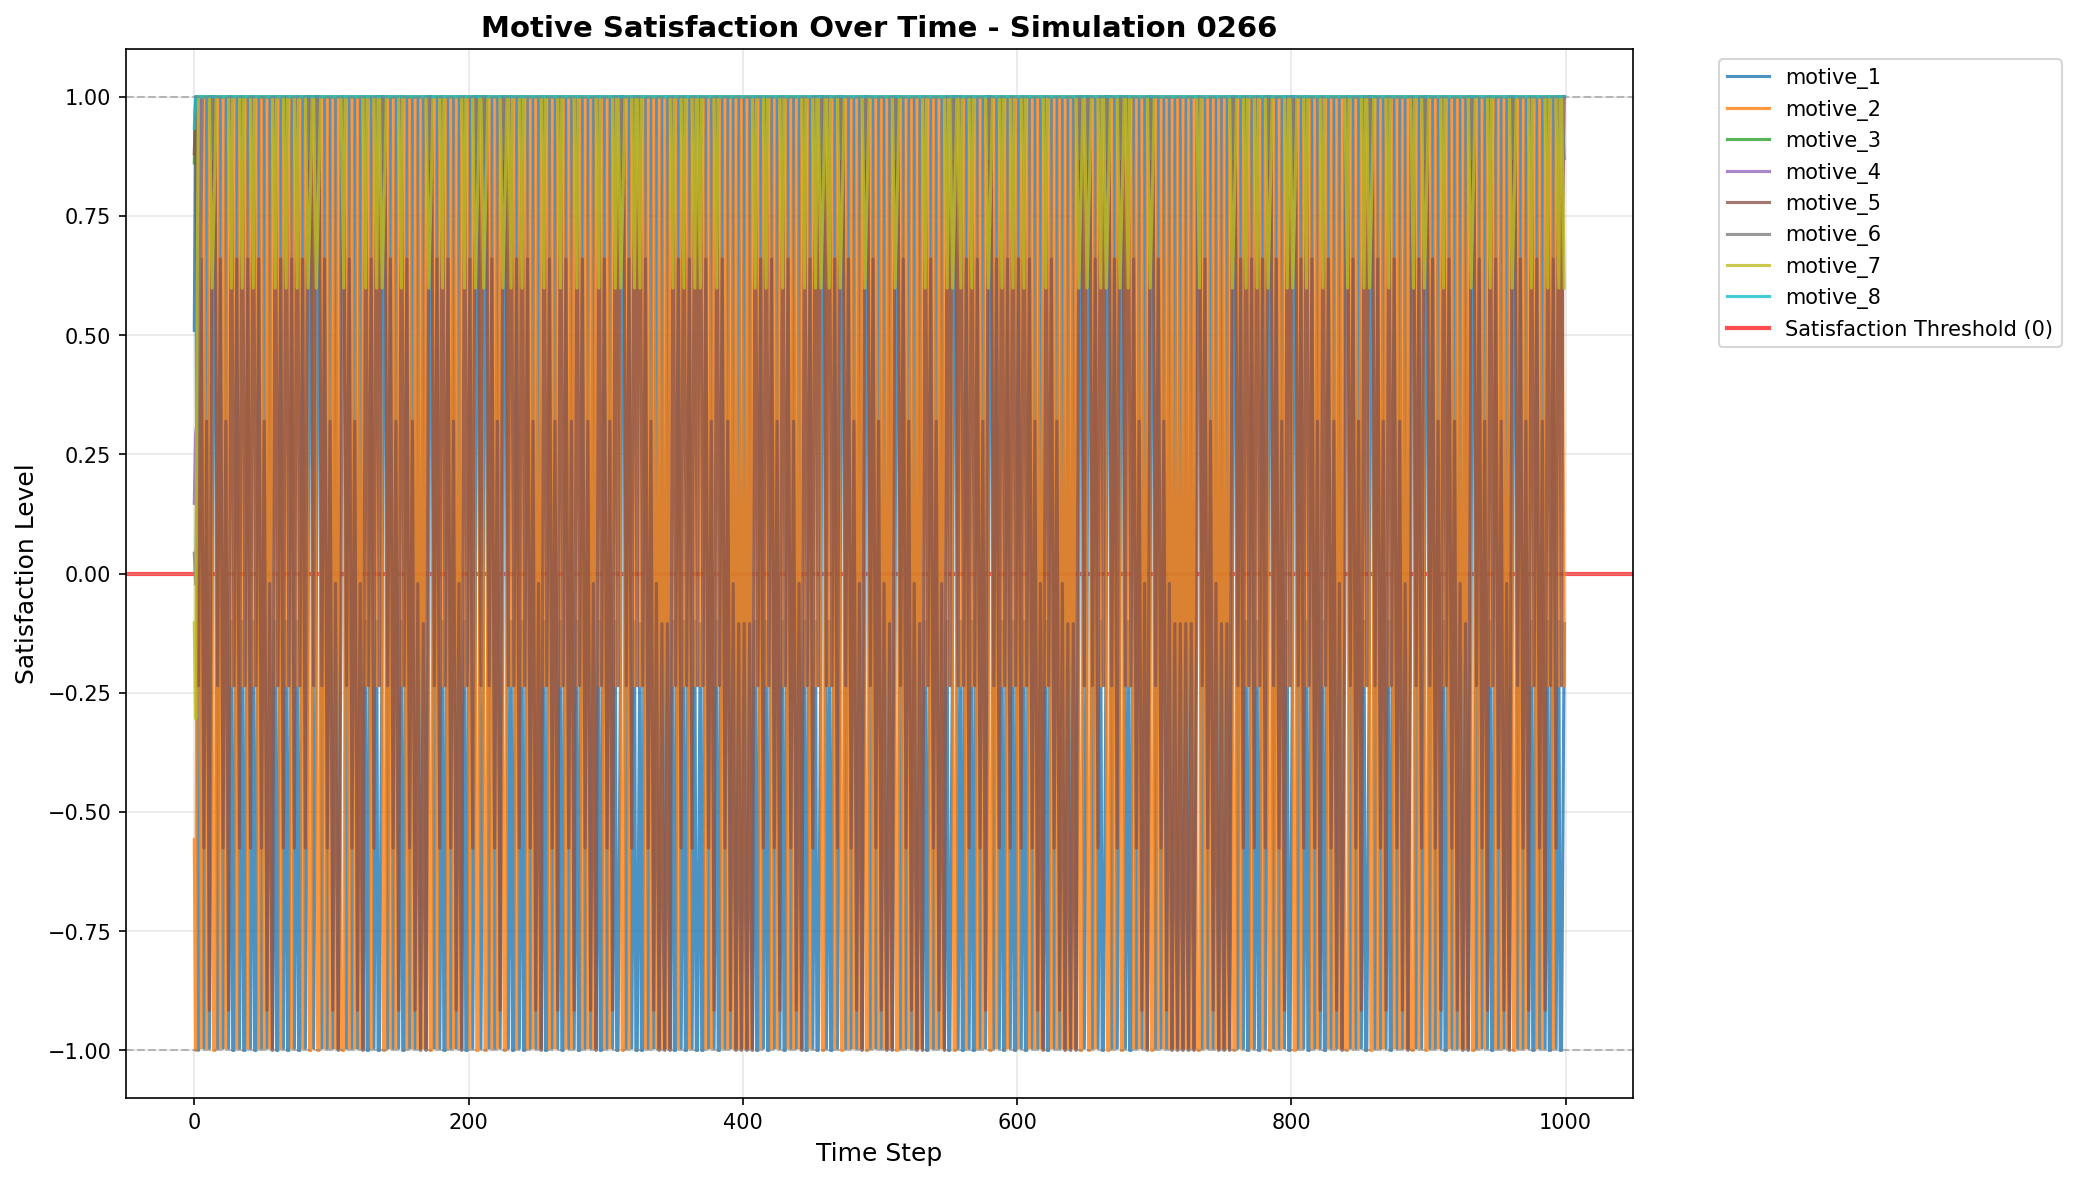 Motive Satisfaction Over Time - Simulation 0266
1.00
0.75
0.50
0.25
0.00
−0.25
−0.50
−0.75
−1.00
Satisfaction Level
0
200
400
600
800
1000
Time Step
motive_1
motive_2
motive_3
motive_4
motive_5
motive_6
motive_7
motive_8
Satisfaction Threshold (0)